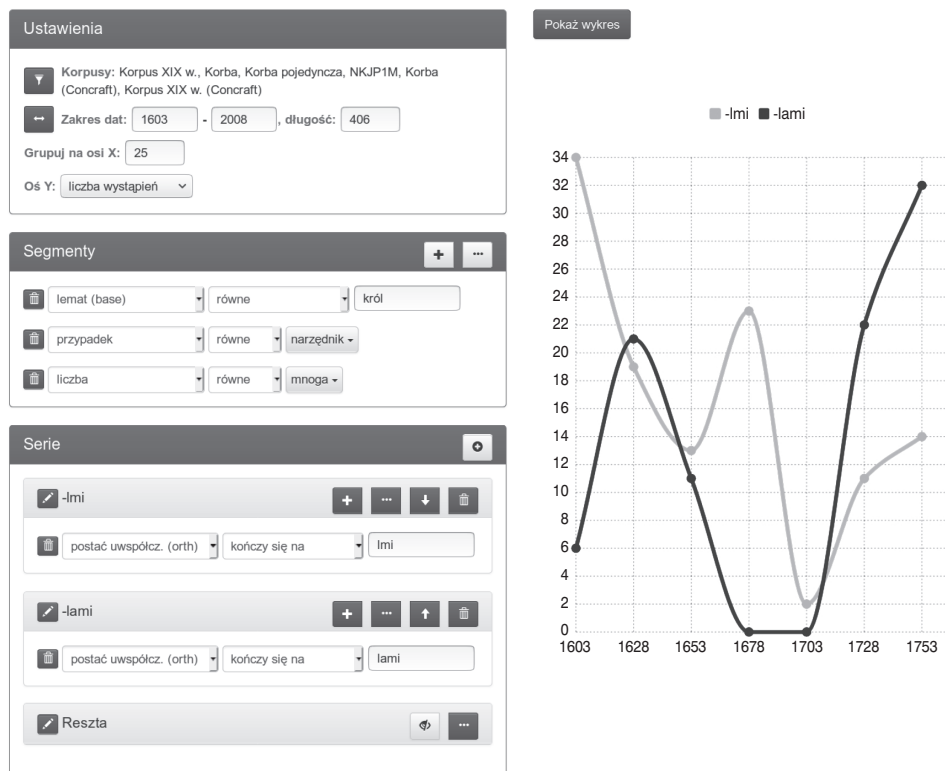 Ustawienia
Korpusy: Korpus XIX w., Korba, Korba pojedyncza, NKJP1M, Korba
(Concraft), Korpus XIX w. (Concraft)
Zakres dat: 1603 - 2008 , długość: 406
Grupuj na osi X: 25
Oś Y: liczba wystąpień
Segmenty
lemat (base) równe król
przypadek równe narzędnik
liczba równe mnoga
Serie
-lmi
postać uwspółcz. (orth) kończy się na lmi
-lami
postać uwspółcz. (orth) kończy się na lami
Reszta
Pokaż wykres
-lmi -lami
34
32
30
28
26
24
22
20
18
16
14
12
10
8
6
4
2
0
1603 1628 1653 1678 1703 1728 1753